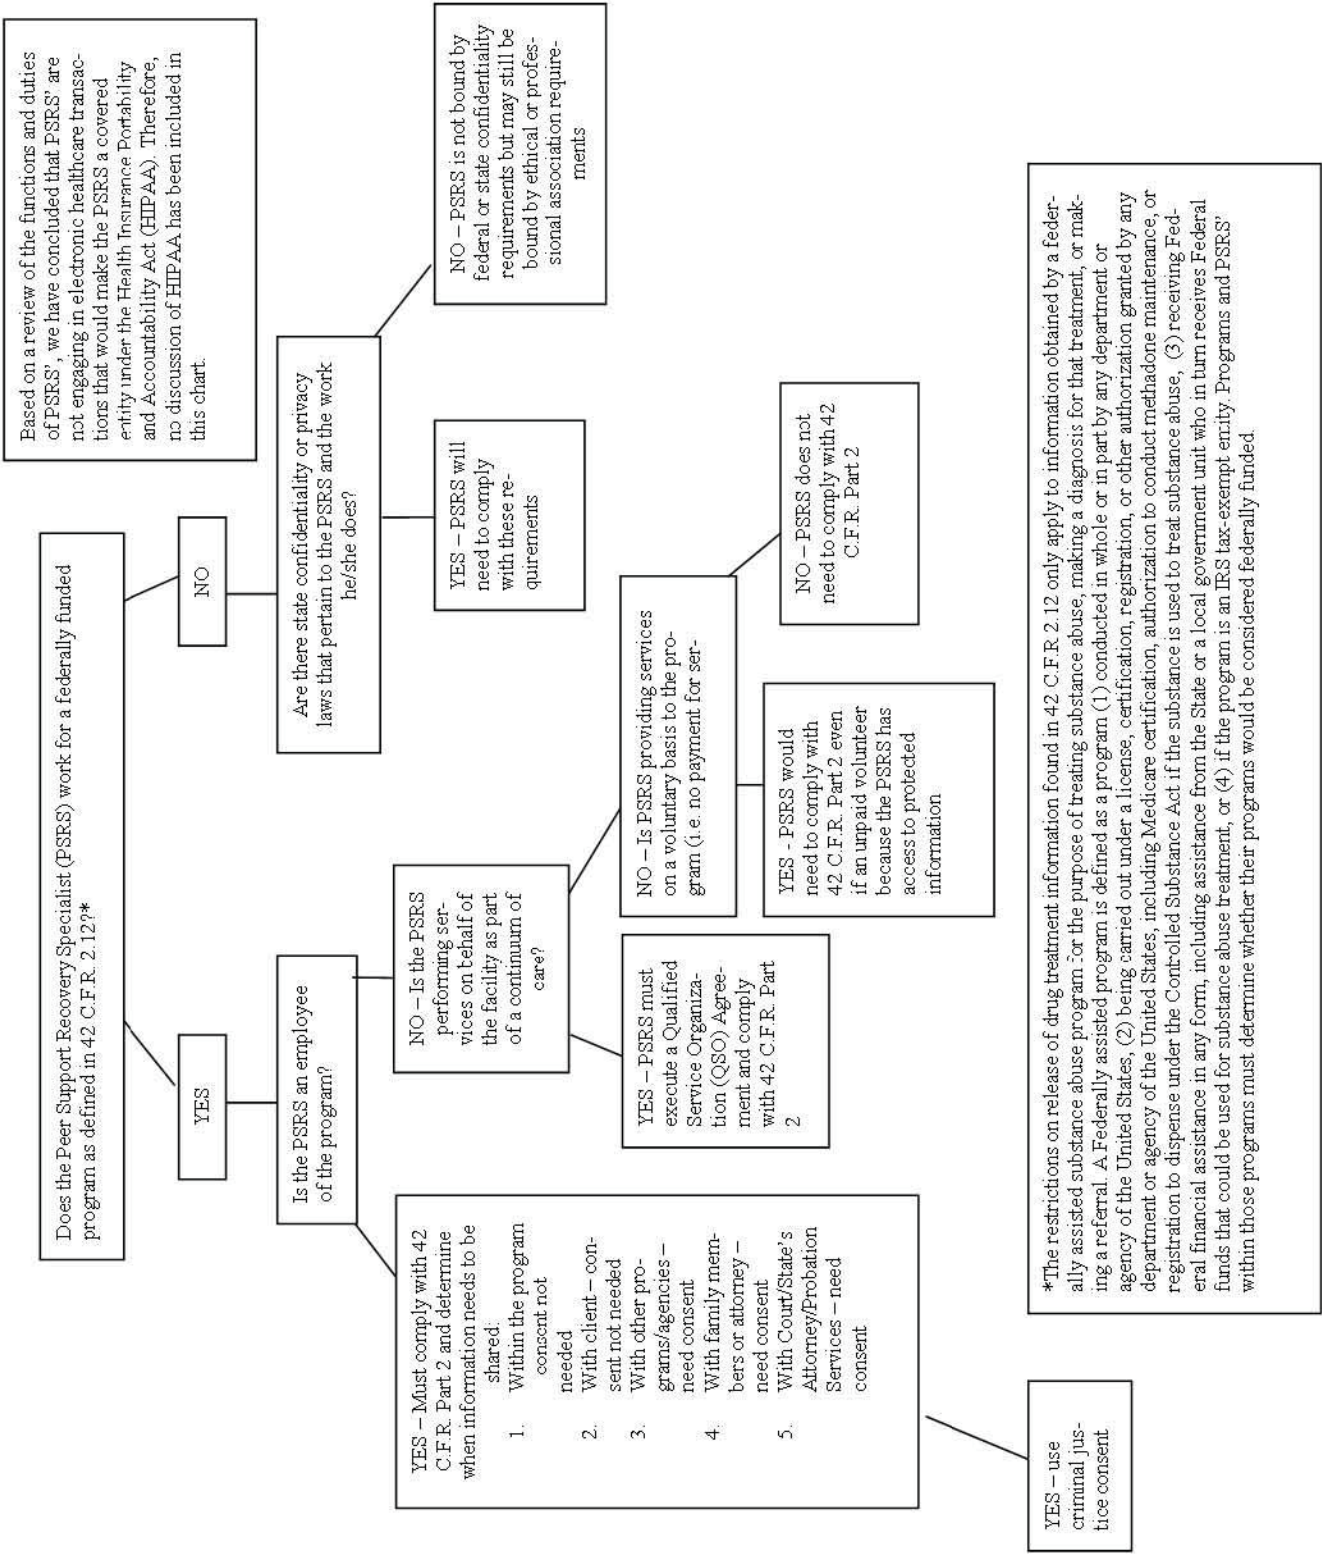 Does the Peer Support Recovery Specialist (PSRS) work for a federally funded
program as defined in 42 C.F.R. 2.12?*
Based on a review of the functions and duties
of PSRS’, we have concluded that PSRS’ are
not engaging in electronic healthcare transac-
tions that would make the PSRS a covered
entity under the Health Insurance Portability
and Accountability Act (HIPAA). Therefore,
no discussion of HIPAA has been included in
this chart.
YES
NO
Is the PSRS an employee
of the program?
Are there state confidentiality or privacy
laws that pertain to the PSRS and the work
he/she does?
YES – Must comply with 42
C.F.R. Part 2 and determine
when information needs to be
shared:
1. Within the program
consent not
needed
2. With client – con-
sent not needed
3. With other pro-
grams/agencies –
need consent
4. With family mem-
bers or attorney –
need consent
5. With Court/State’s
Attorney/Probation
Services – need
consent
NO – Is the PSRS
performing ser-
vices on behalf of
the facility as part
of a continuum of
care?
YES – PSRS will
need to comply
with these re-
quirements
NO – PSRS is not bound by
federal or state confidentiality
requirements but may still be
bound by ethical or profes-
sional association require-
ments
YES – PSRS must
execute a Qualified
Service Organiza-
tion (QSO) Agree-
ment and comply
with 42 C.F.R. Part
2
NO – Is PSRS providing services
on a voluntary basis to the pro-
gram (i.e. no payment for ser-
YES - PSRS would
need to comply with
42 C.F.R. Part 2 even
if an unpaid volunteer
because the PSRS has
access to protected
information
NO – PSRS does not
need to comply with 42
C.F.R. Part 2
YES – use
criminal jus-
tice consent
*The restrictions on release of drug treatment information found in 42 C.F.R 2.12 only apply to information obtained by a feder-
ally assisted substance abuse program for the purpose of treating substance abuse, making a diagnosis for that treatment, or mak-
ing a referral. A Federally assisted program is defined as a program (1) conducted in whole or in part by any department or
agency of the United States, (2) being carried out under a license, certification, registration, or other authorization granted by any
department or agency of the United States, including Medicare certification, authorization to conduct methadone maintenance, or
registration to dispense under the Controlled Substance Act if the substance is used to treat substance abuse, (3) receiving Fed-
eral financial assistance in any form, including assistance from the State or a local government unit who in turn receives Federal
funds that could be used for substance abuse treatment, or (4) if the program is an IRS tax-exempt entity. Programs and PSRS’
within those programs must determine whether their programs would be considered federally funded.